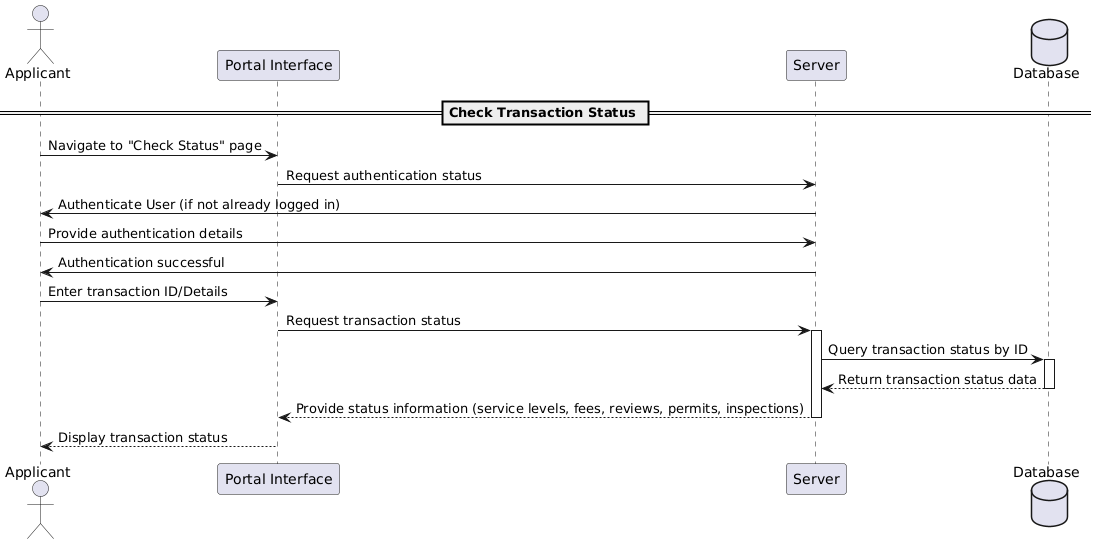 Applicant
Portal Interface
Server
Database
Check Transaction Status
Navigate to "Check Status" page
Request authentication status
Authenticate User (if not already logged in)
Provide authentication details
Authentication successful
Enter transaction ID/Details
Request transaction status
Query transaction status by ID
Return transaction status data
Provide status information (service levels, fees, reviews, permits, inspections)
Display transaction status
Applicant
Portal Interface
Server
Database